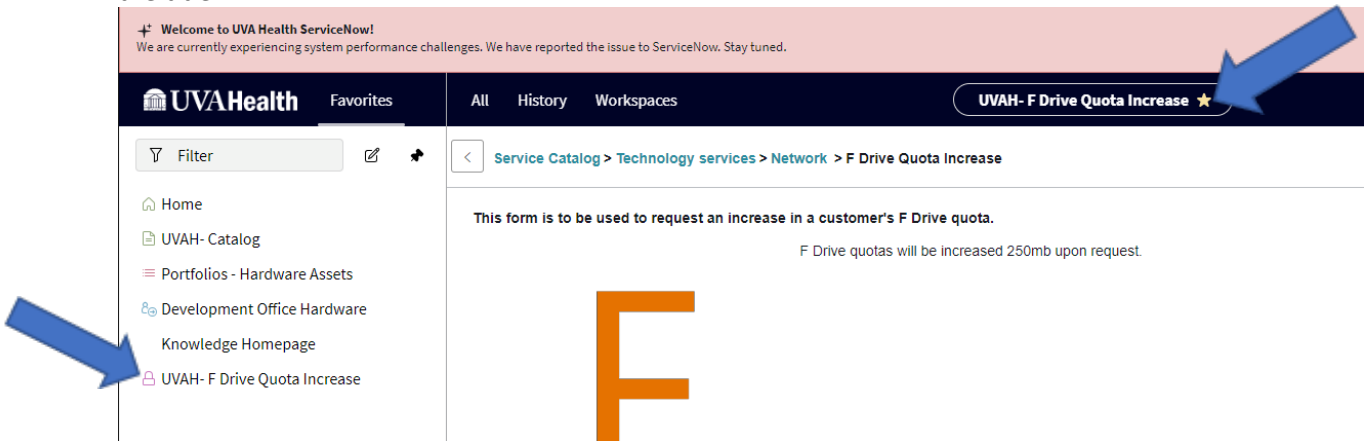 Welcome to UVA Health ServiceNow!
We are currently experiencing system performance challenges. We have reported the issue to ServiceNow. Stay tuned.
UVAHealth Favorites All History Workspaces UVAH- F Drive Quota Increase
Filter
Service Catalog > Technology services > Network > F Drive Quota Increase
Home
UVAH- Catalog
Portfolios - Hardware Assets
Development Office Hardware
Knowledge Homepage
UVAH- F Drive Quota Increase
This form is to be used to request an increase in a customer's F Drive quota.
F Drive quotas will be increased 250mb upon request.
F